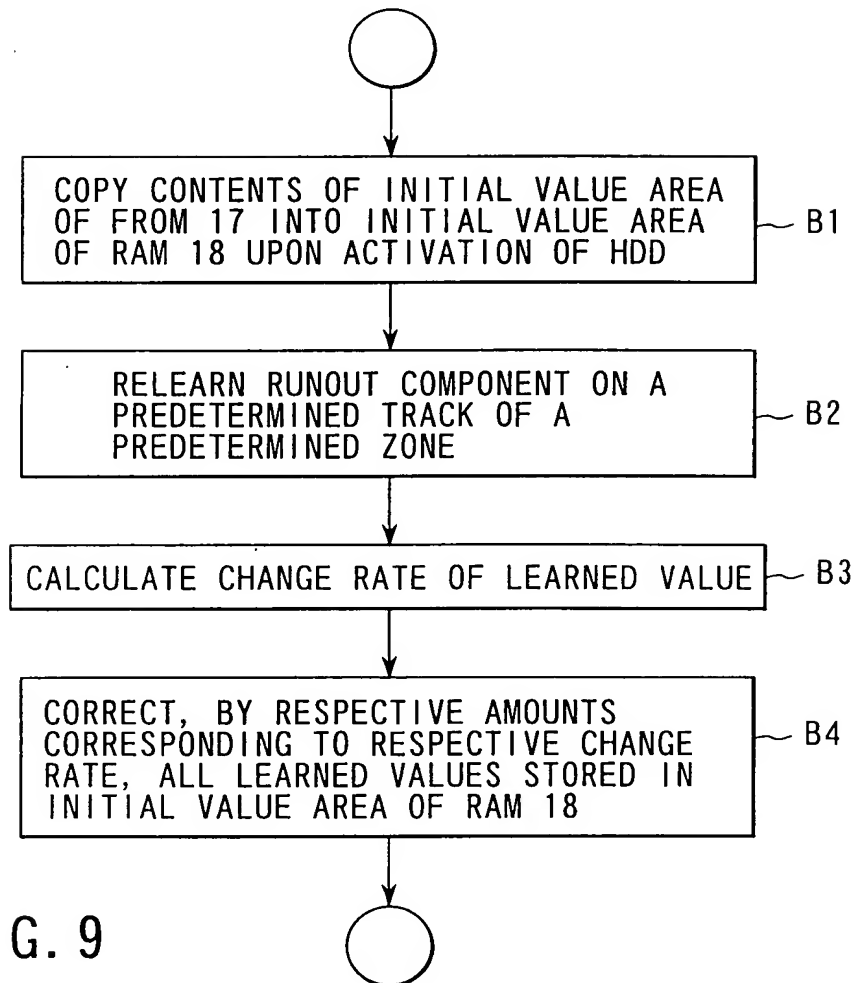 COPY CONTENTS OF INITIAL VALUE AREA
OF FROM 17 INTO INITIAL VALUE AREA
OF RAM 18 UPON ACTIVATION OF HDD
B1
RELEARN RUNOUT COMPONENT ON A
PREDETERMINED TRACK OF A
PREDETERMINED ZONE
B2
CALCULATE CHANGE RATE OF LEARNED VALUE
B3
CORRECT, BY RESPECTIVE AMOUNTS
CORRESPONDING TO RESPECTIVE CHANGE
RATE, ALL LEARNED VALUES STORED IN
INITIAL VALUE AREA OF RAM 18
B4
G. 9